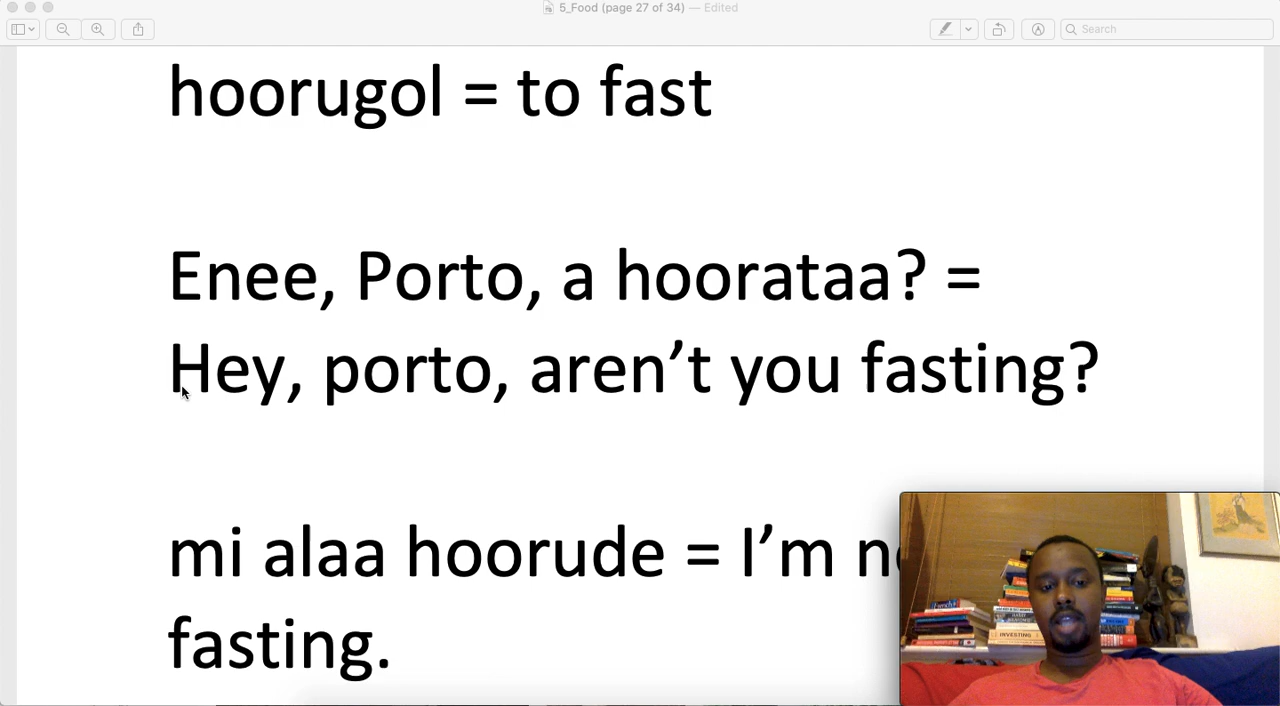 5_Food (page 27 of 34) — Edited
Search
hoorugol = to fast
Enee, Porto, a hoorataa? =
Hey, porto, aren’t you fasting?
mi alaa hoorude = I’m
fasting.
INVESTING